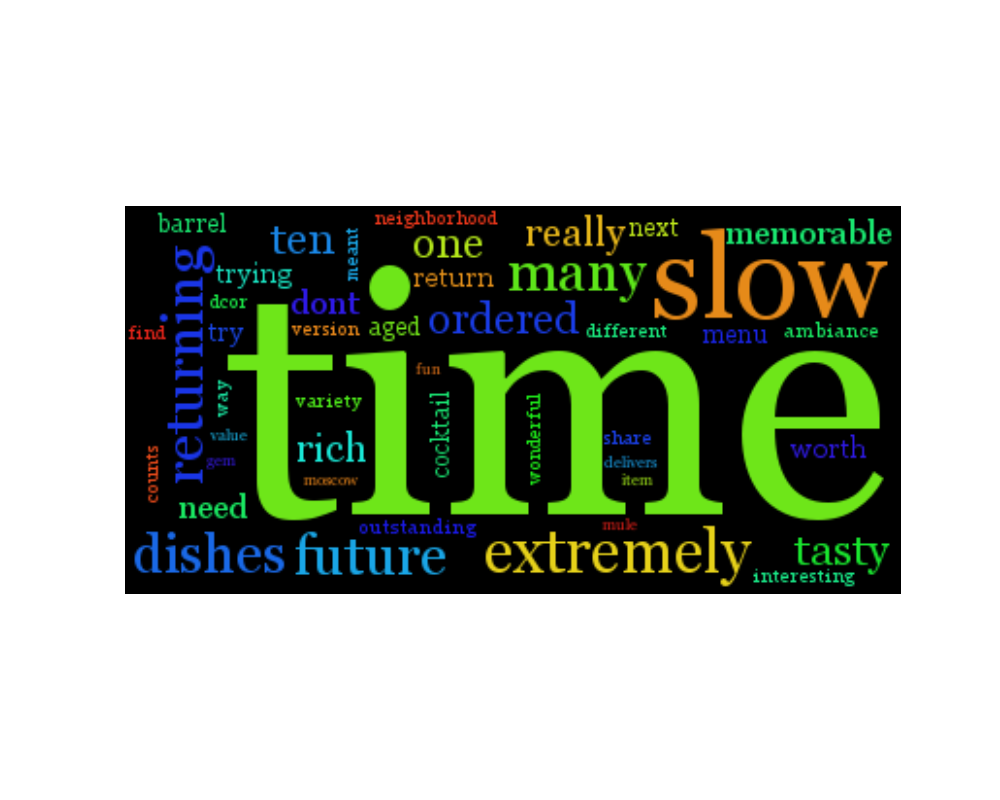 barrel
neighborhood
ten
meant
one
really
next
memorable
returning
trying
return
many
slow
dcor
dont
find
try
version
aged
ordered
different
menu
ambiance
time
fun
way
variety
cocktail
wonderful
value
rich
share
worth
gem
delivers
counts
moscow
item
need
outstanding
mule
dishes
future
extremely
tasty
interesting